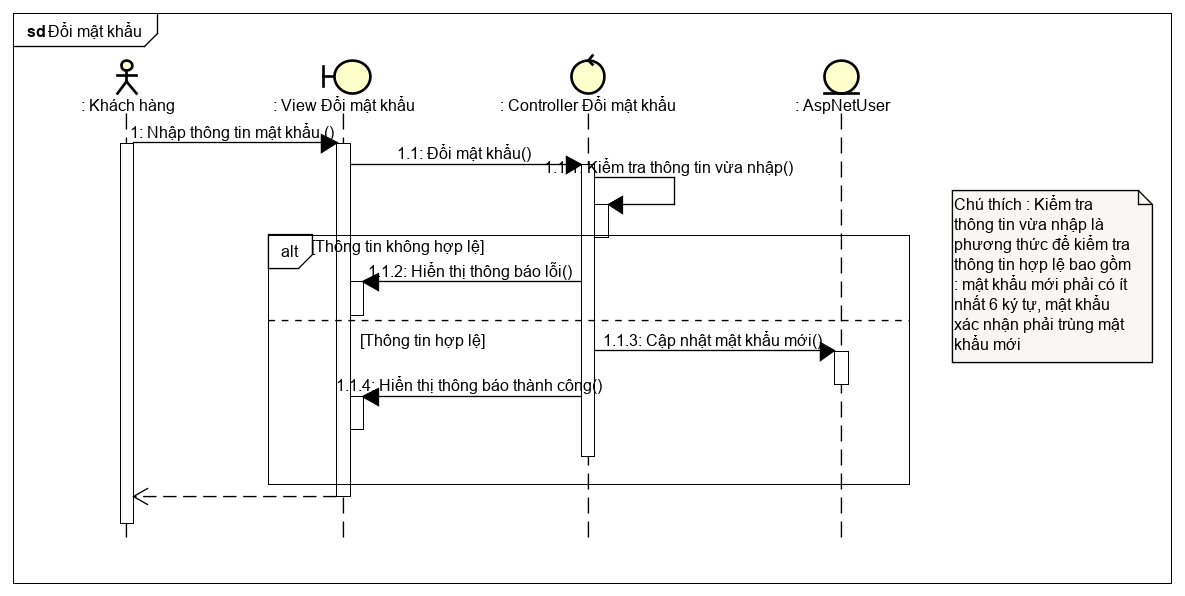 sd Đổi mật khẩu
: Khách hàng
: View Đổi mật khẩu
: Controller Đổi mật khẩu
: AspNetUser
1: Nhập thông tin mật khẩu ()
1.1: Đổi mật khẩu()
1.1.1: Kiểm tra thông tin vừa nhập()
alt
[Thông tin không hợp lệ]
1.1.2: Hiển thị thông báo lỗi()
[Thông tin hợp lệ]
1.1.3: Cập nhật mật khẩu mới()
1.1.4: Hiển thị thông báo thành công()
Chú thích : Kiểm tra
thông tin vừa nhập là
phương thức để kiểm tra
thông tin hợp lệ bao gồm
: mật khẩu mới phải có ít
nhất 6 ký tự, mật khẩu
xác nhận phải trùng mật
khẩu mới